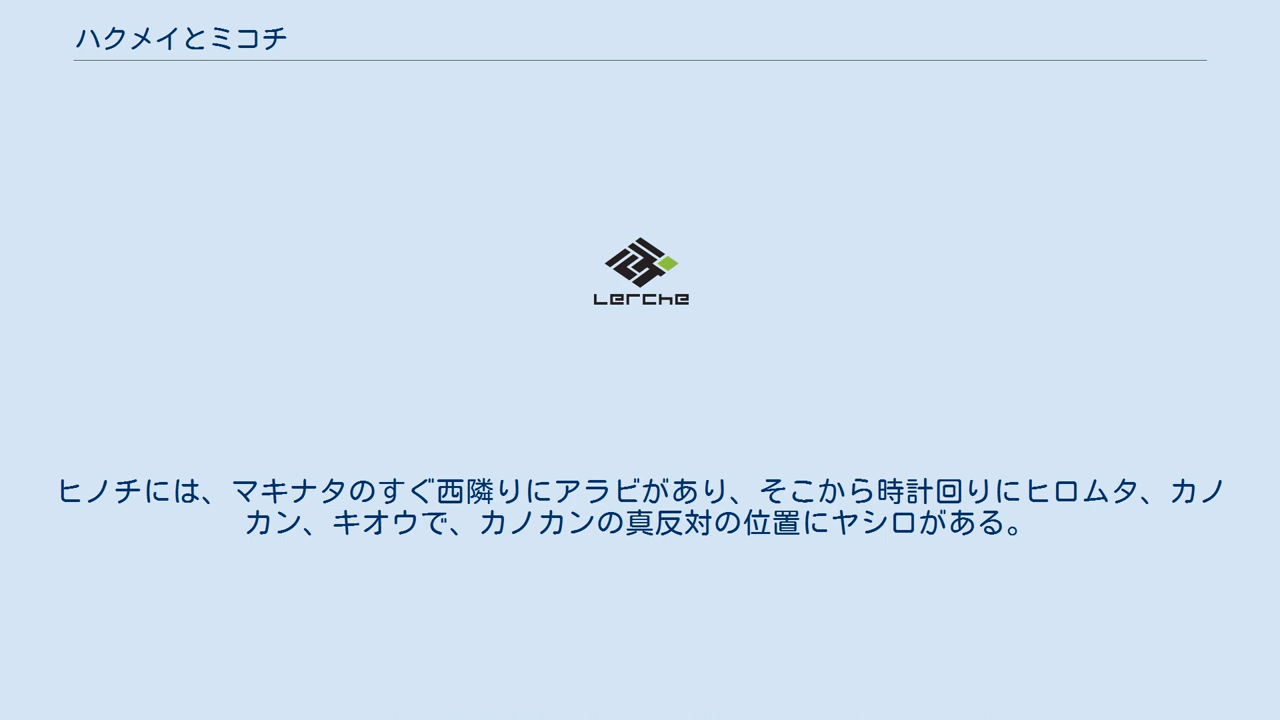 ハクメイとミコチ
Lerche
ヒノチには、マキナタのすぐ西隣りにアラビがあり、そこから時計回りにヒロムタ、カノ
カン、キオウで、カノカンの真反対の位置にヤシロがある。